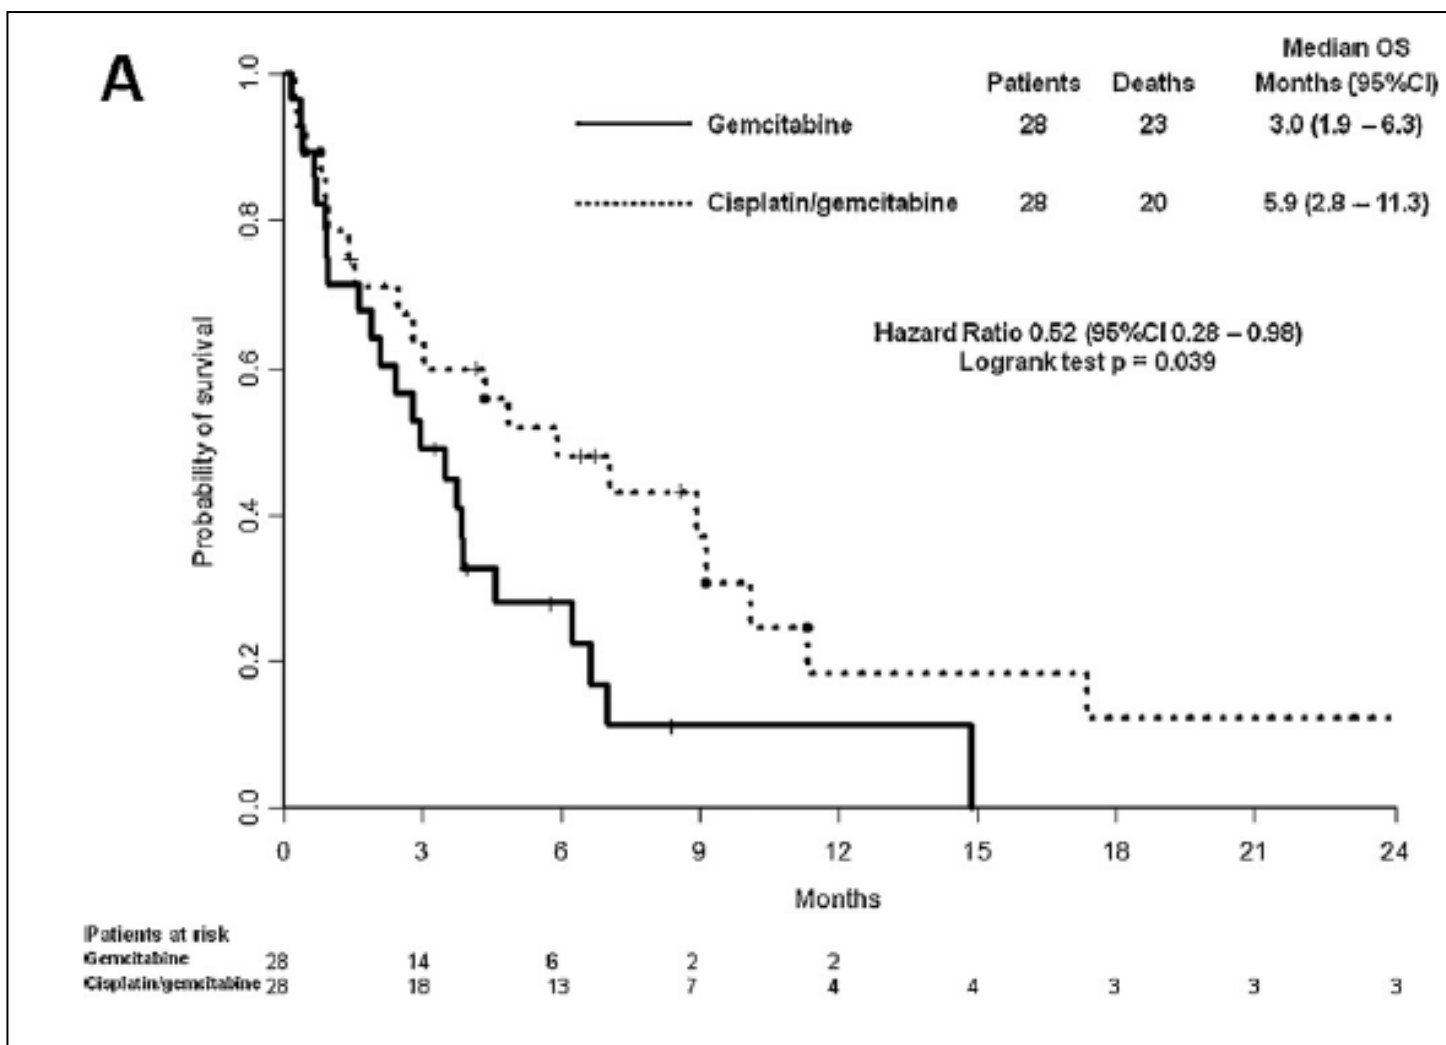 A
Median OS
Patients Deaths Months (95%CI)
Gemcitabine 28 23 3.0 (1.9 – 6.3)
Cisplatin/gemcitabine 28 20 5.9 (2.8 – 11.3)
Hazard Ratio 0.52 (95%CI 0.28 – 0.98)
Logrank test p = 0.039
Probability of survival
1.0
0.8
0.6
0.4
0.2
0.0
0 3 6 9 12 15 18 21 24
Months
Patients at risk
Gemcitabine 28 14 6 2 2
Cisplatin/gemcitabine 28 18 13 7 4 4 3 3 3